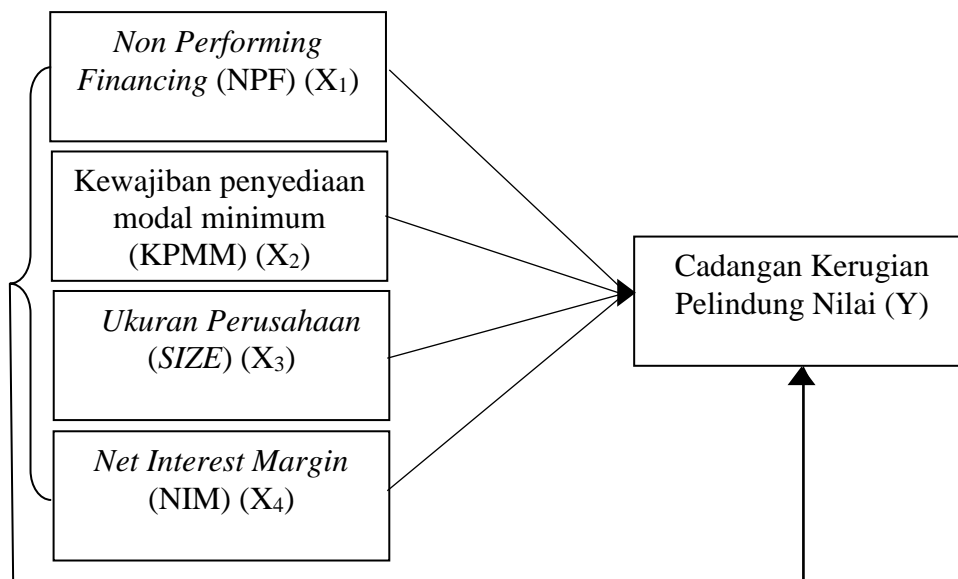 Non Performing
Financing (NPF) (X₁)
Kewajiban penyediaan
modal minimum
(KPMM) (X₂)
Ukuran Perusahaan
(SIZE) (X₃)
Net Interest Margin
(NIM) (X₄)
Cadangan Kerugian
Pelindung Nilai (Y)